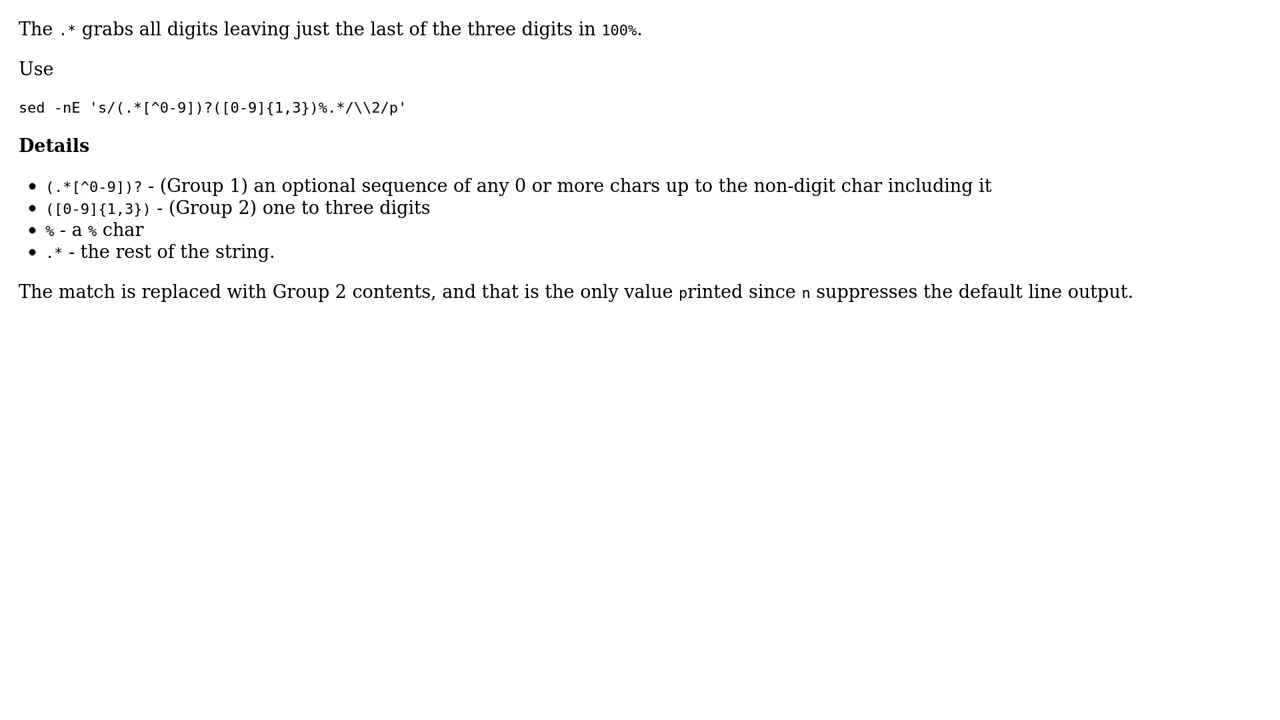 The .* grabs all digits leaving just the last of the three digits in 100%.
Use
sed -nE 's/(.*[^0-9])?([0-9]{1,3})%.*/\\2/p'
Details
• (.*[^0-9])? - (Group 1) an optional sequence of any 0 or more chars up to the non-digit char including it
• ([0-9]{1,3}) - (Group 2) one to three digits
• % - a % char
• .* - the rest of the string.
The match is replaced with Group 2 contents, and that is the only value printed since n suppresses the default line output.